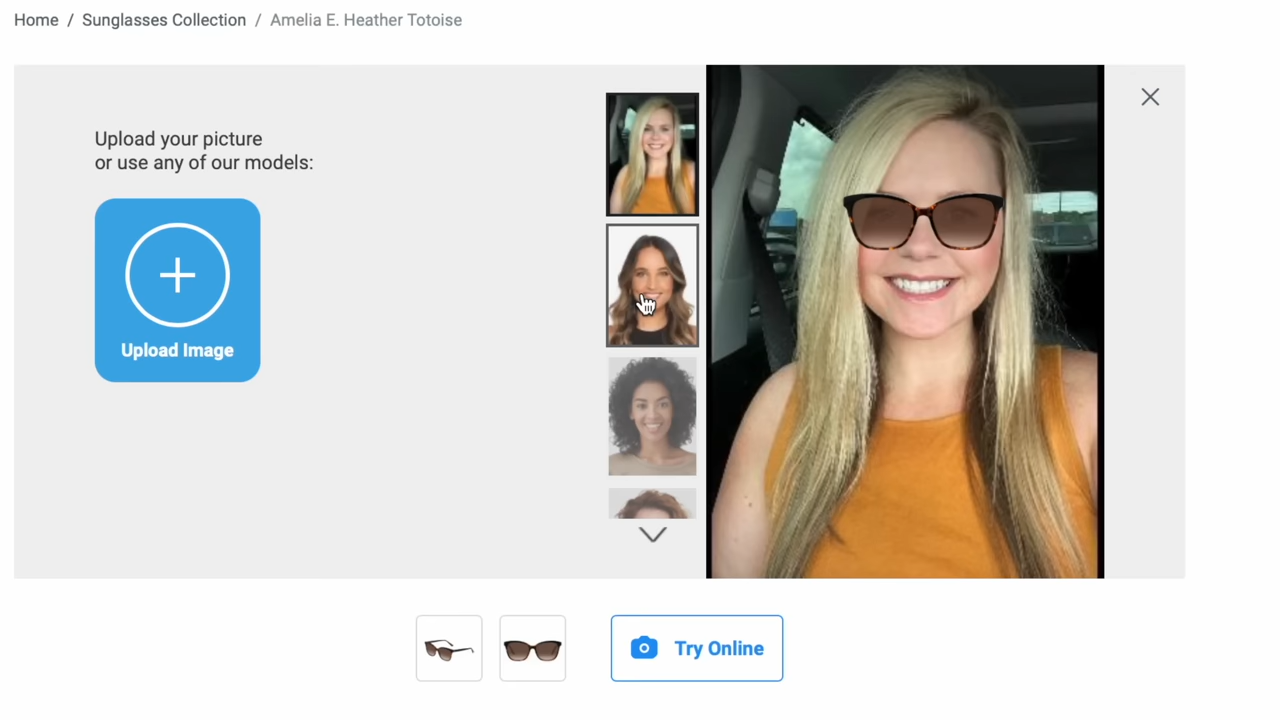 Home / Sunglasses Collection / Amelia E. Heather Totoise
Upload your picture
or use any of our models:
Upload Image
Try Online